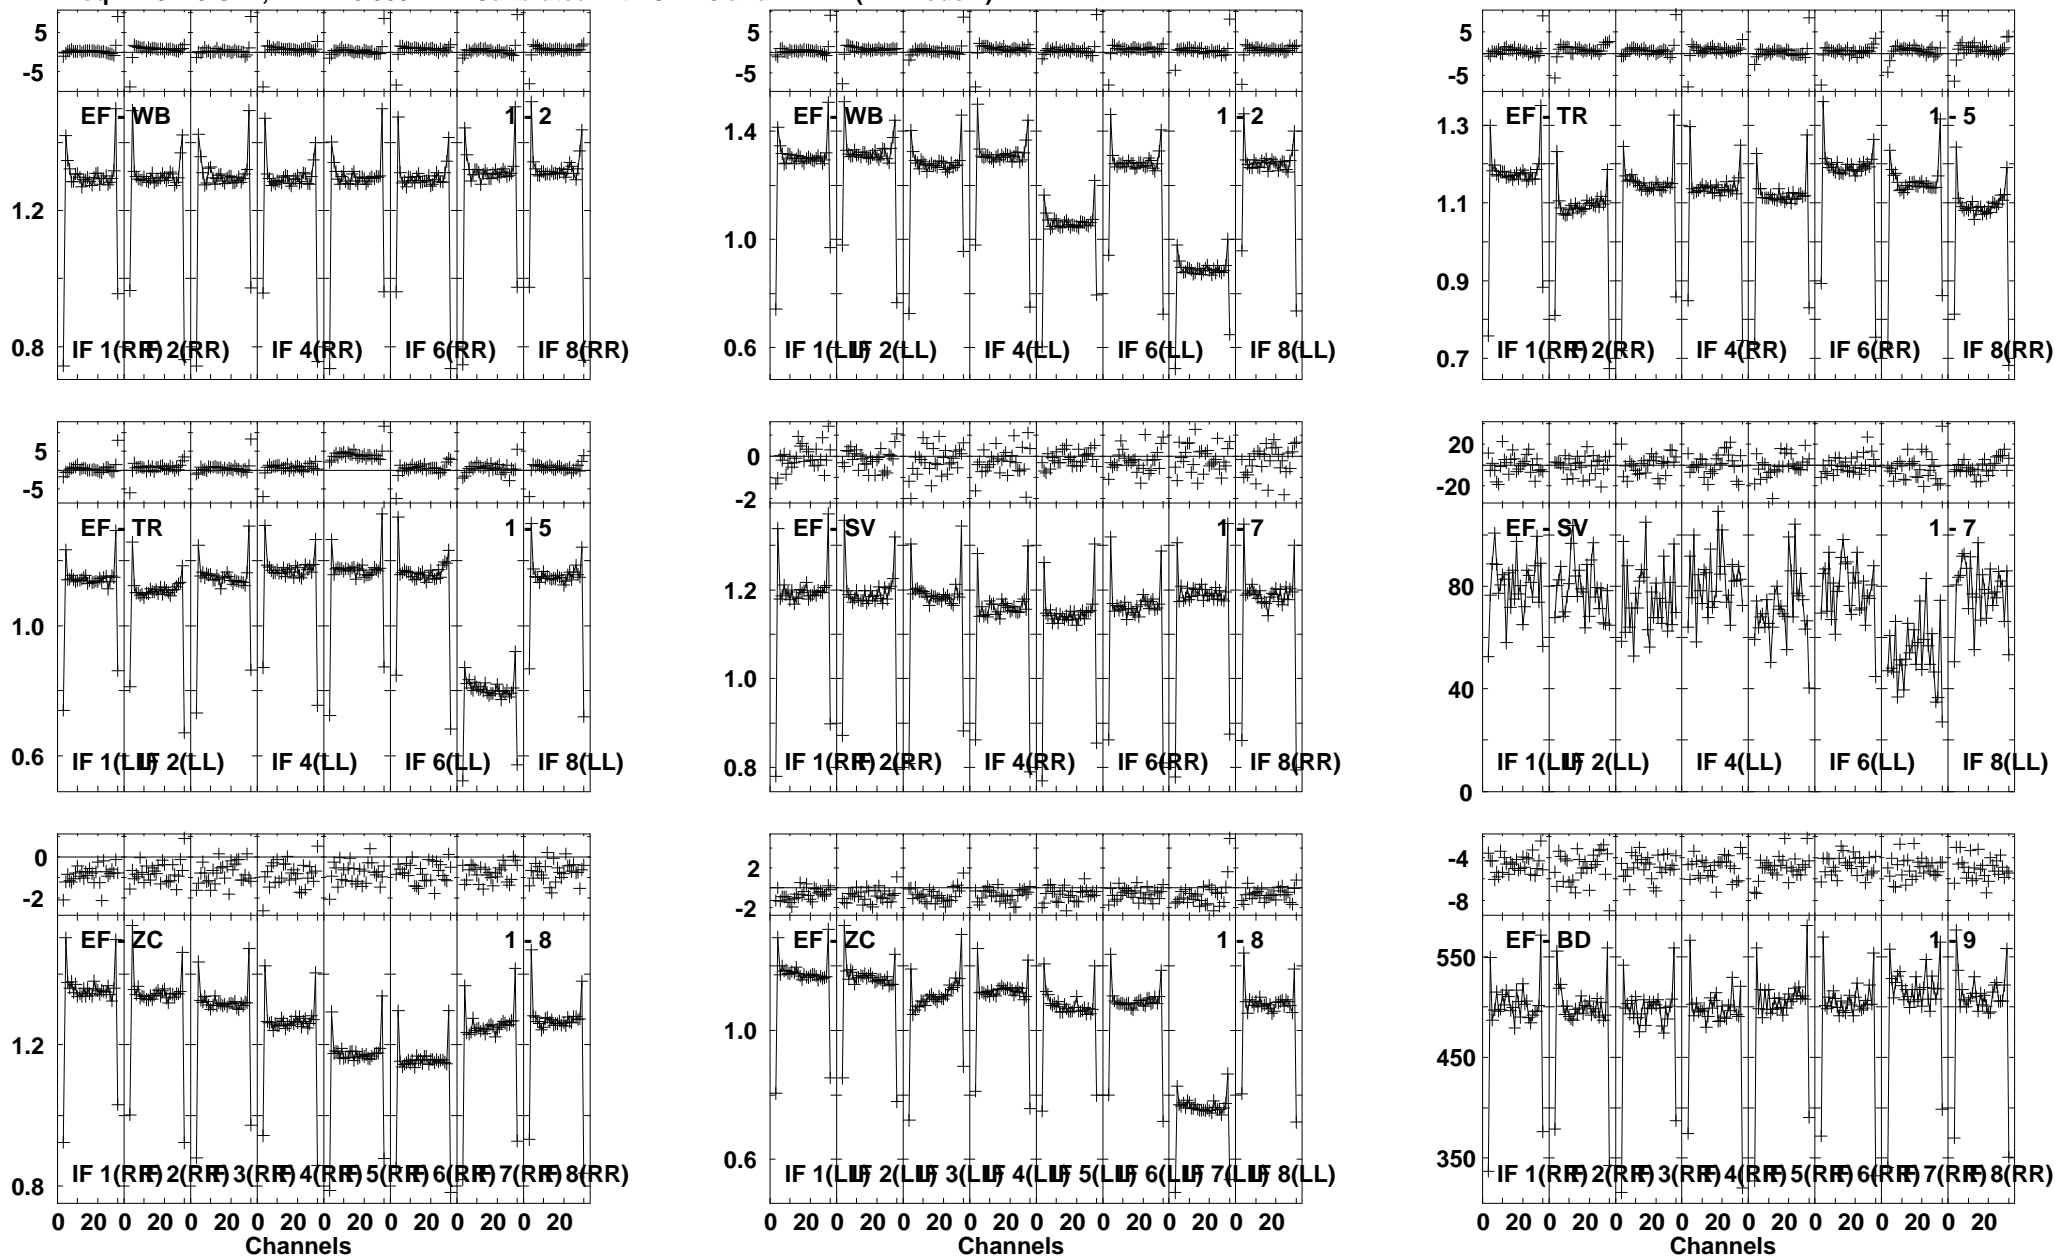 5
-5
EF - WB
1 - 2
1.2
0.8
IF 1(RR)
IF 2(RR)
IF 4(RR)
IF 6(RR)
IF 8(RR)
5
-5
EF - WB
1 - 2
1.4
1.0
0.6
IF 1(LL)
IF 2(LL)
IF 4(LL)
IF 6(LL)
IF 8(LL)
5
-5
EF - TR
1 - 5
1.3
1.1
0.9
0.7
IF 1(RR)
IF 2(RR)
IF 4(RR)
IF 6(RR)
IF 8(RR)
5
-5
EF - TR
1 - 5
1.0
0.6
IF 1(LL)
IF 2(LL)
IF 4(LL)
IF 6(LL)
IF 8(LL)
0
-2
EF - SV
1 - 7
1.2
1.0
0.8
IF 1(RR)
IF 2(RR)
IF 4(RR)
IF 6(RR)
IF 8(RR)
20
-20
EF - SV
1 - 7
80
40
0
IF 1(LL)
IF 2(LL)
IF 4(LL)
IF 6(LL)
IF 8(LL)
0
-2
EF - ZC
1 - 8
1.2
0.8
IF 1(RR)
IF 2(RR)
IF 3(RR)
IF 4(RR)
IF 5(RR)
IF 6(RR)
IF 7(RR)
IF 8(RR)
0 20 0 20 0 20 0 20 0 20 0 20 0 20 0 20
Channels
2
-2
EF - ZC
1 - 8
1.0
0.6
IF 1(LL)
IF 2(LL)
IF 3(LL)
IF 4(LL)
IF 5(LL)
IF 6(LL)
IF 7(LL)
IF 8(LL)
0 20 0 20 0 20 0 20 0 20 0 20 0 20 0 20
Channels
-4
-8
EF - BD
1 - 9
550
450
350
IF 1(RR)
IF 2(RR)
IF 3(RR)
IF 4(RR)
IF 5(RR)
IF 6(RR)
IF 7(RR)
IF 8(RR)
0 20 0 20 0 20 0 20 0 20 0 20 0 20 0 20
Channels